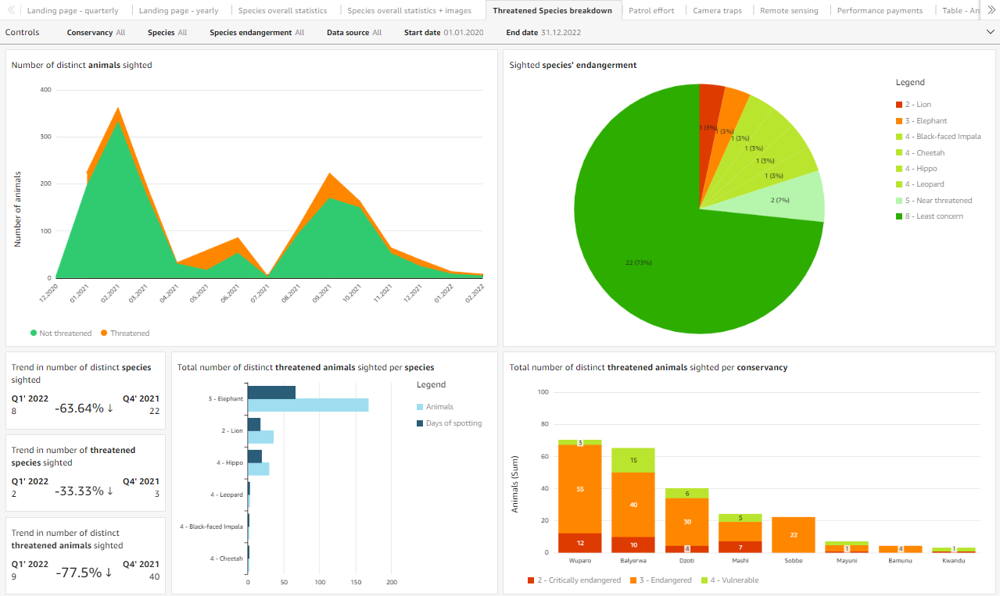 Landing page - quarterly
Landing page - yearly
Species overall statistics
Species overall statistics + images
Threatened Species breakdown
Patrol effort
Camera traps
Remote sensing
Performance payments
Table - An
Controls
Conservancy All
Species All
Species endangerment All
Data source All
Start date 01.01.2020
End date 31.12.2022
Number of distinct animals sighted
Number of animals
400
300
200
100
0
12.2020
01.2021
02.2021
03.2021
04.2021
05.2021
06.2021
07.2021
08.2021
09.2021
10.2021
11.2021
12.2021
01.2022
02.2022
Not threatened
Threatened
Sighted species' endangerment
1 (3%)
1 (3%)
1 (3%)
1 (3%)
1 (3%)
1 (3%)
2 (7%)
22 (73%)
Legend
2 - Lion
3 - Elephant
4 - Black-faced Impala
4 - Cheetah
4 - Hippo
4 - Leopard
5 - Near threatened
8 - Least concern
Trend in number of distinct species
sighted
Q1' 2022
8
-63.64% ↓
Q4' 2021
22
Trend in number of threatened
species sighted
Q1' 2022
2
-33.33% ↓
Q4' 2021
3
Trend in number of distinct
threatened animals sighted
Q1' 2022
9
-77.5% ↓
Q4' 2021
40
Total number of distinct threatened animals sighted per species
3 - Elephant
2 - Lion
4 - Hippo
4 - Leopard
4 - Black-faced Impala
4 - Cheetah
0
50
100
150
200
Legend
Animals
Days of spotting
Total number of distinct threatened animals sighted per conservancy
Animals (Sum)
100
80
60
40
20
0
3
55
12
15
40
10
6
30
4
5
7
22
1
4
1
Wuparo
Balyerwa
Dzoti
Mashi
Sobbe
Mayuni
Bamunu
Kwandu
2 - Critically endangered
3 - Endangered
4 - Vulnerable